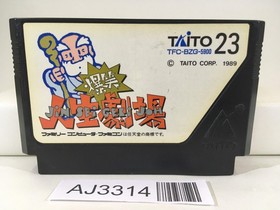 TAITO 23
TFC-BZG-5900
© TAITO CORP. 1989
爆笑
人生劇場
ファミリーコンピュータ・ファミコンは任天堂の商標です。
AJ3314